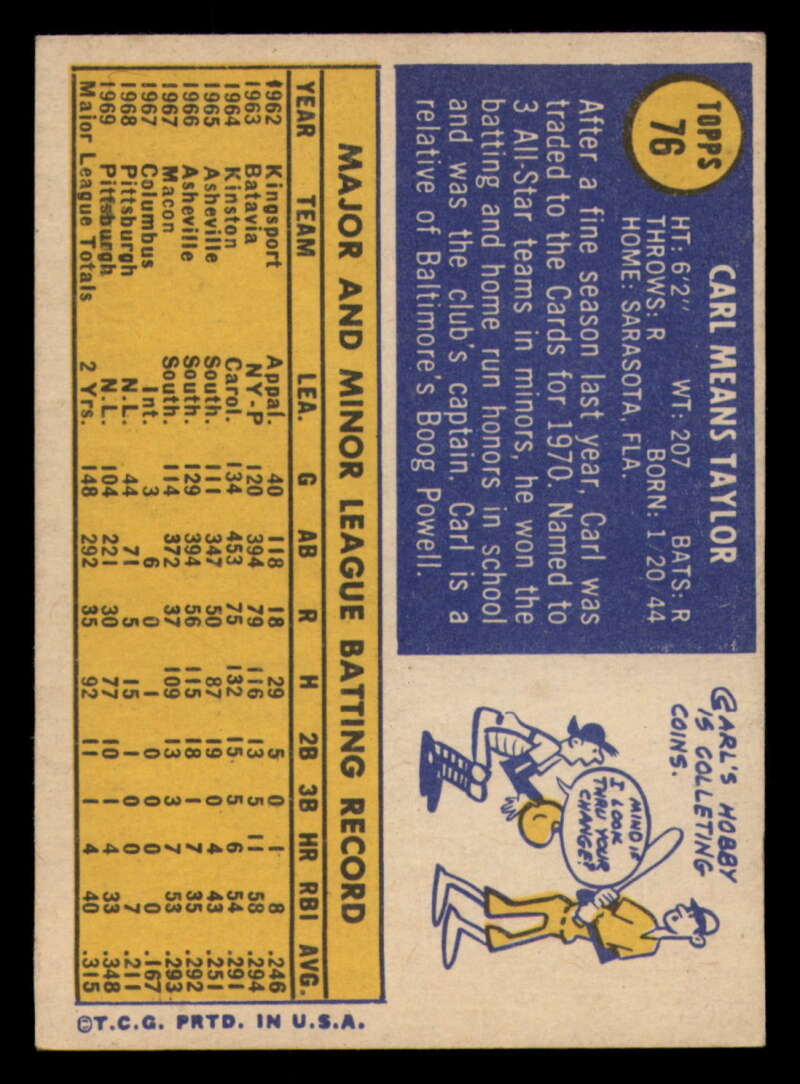 TOPPS
76
CARL MEANS TAYLOR
HT: 6'2" WT: 207 BATS: R
THROWS: R BORN: 1/20 44
HOME: SARASOTA, FLA.
After a fine season last year, Carl was
traded to the Cards for 1970. Named to
3 All-Star teams in minors, he won the
batting and home run honors in school
and was the club's captain. Carl is a
relative of Baltimore's Boog Powell.
CARL'S HOBBY
IS COLLETING
COINS.
MIND IF
I LOOK
THRU YOUR
CHANGE?
MAJOR AND MINOR LEAGUE BATTING RECORD
YEAR TEAM LEA. G AB R H 2B 3B HR RBI AVG.
1962 Kingsport Appal. 40 118 18 29 5 0 1 8 .246
1963 Batavia NY-P 120 394 79 116 13 5 11 58 .294
1964 Kinston Carol. 134 453 75 132 15 5 6 54 .291
1965 Asheville South. 111 347 50 87 19 0 4 43 .251
1966 Asheville South. 129 394 56 115 18 1 7 35 .292
1967 Macon South. 114 372 37 109 13 3 7 53 .293
1967 Columbus Int. 3 6 0 1 0 0 0 0 .167
1968 Pittsburgh N.L. 44 71 5 15 1 0 0 7 .211
1969 Pittsburgh N.L. 104 221 30 77 10 1 4 33 .348
Major League Totals 2 Yrs. 148 292 35 92 11 1 4 40 .315
©T.C.G. PRTD. IN U.S.A.